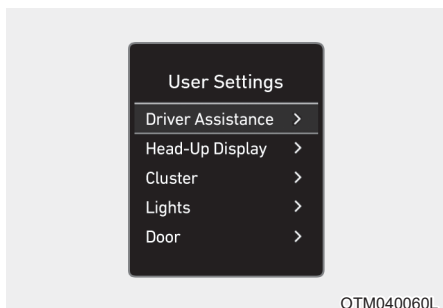 User Settings
Driver Assistance >
Head-Up Display >
Cluster >
Lights >
Door >
OTM040060L